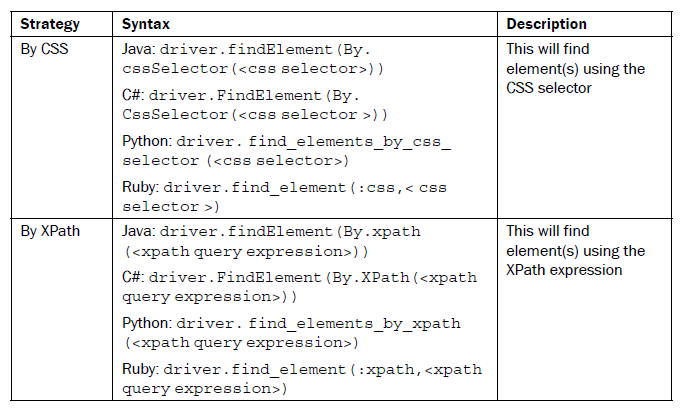 Strategy Syntax Description
By CSS Java: driver.findElement(By. This will find
cssSelector(<css selector>)) element(s) using the
C#: driver.FindElement(By. CSS selector
CssSelector(<css selector >))
Python: driver. find_elements_by_css_
selector (<css selector>)
Ruby: driver.find_element(:css,< css
selector >)
By XPath Java: driver.findElement(By.xpath This will find
(<xpath query expression>)) element(s) using the
C#: driver.FindElement(By.XPath(<xpath XPath expression
query expression>))
Python: driver. find_elements_by_xpath
(<xpath query expression>)
Ruby: driver.find_element(:xpath,<xpath
query expression>)